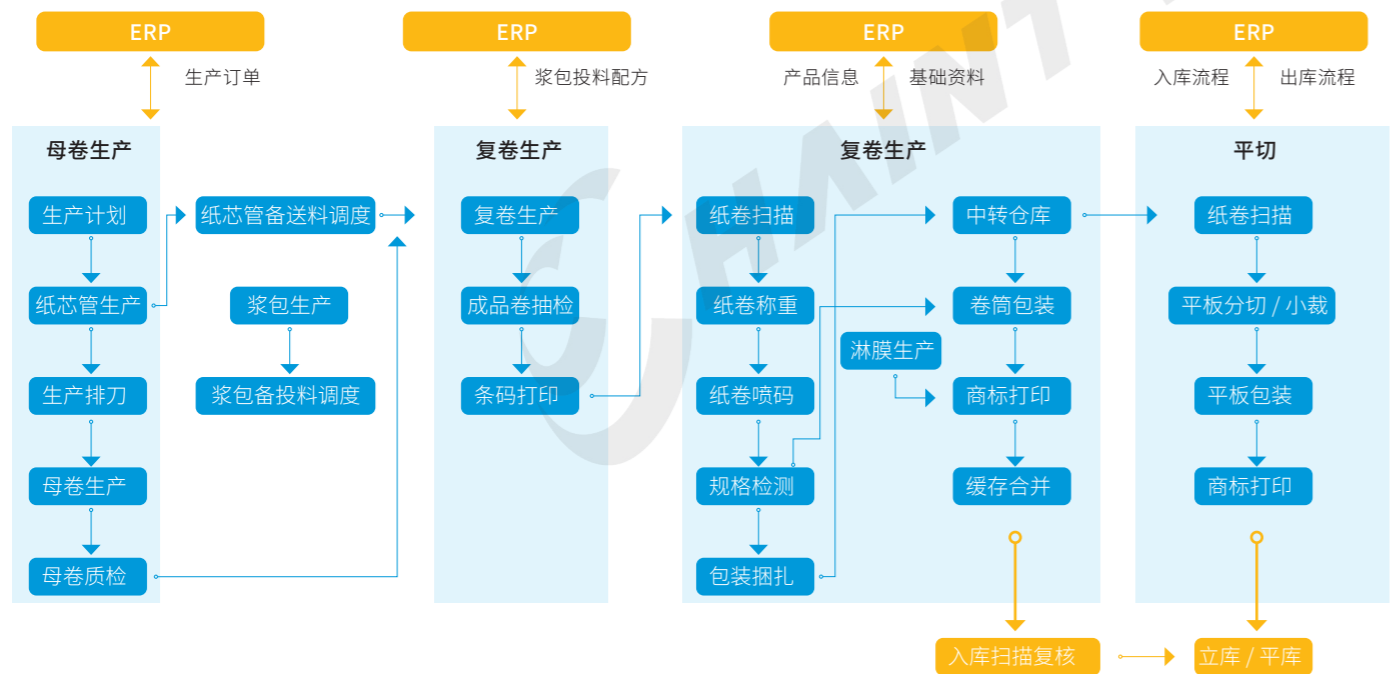 ERP
ERP
ERP
ERP
生产订单
浆包投料配方
产品信息
基础资料
入库流程
出库流程
母卷生产
复卷生产
复卷生产
平切
生产计划
纸芯管备送料调度
复卷生产
纸卷扫描
中转仓库
纸卷扫描
纸芯管生产
浆包生产
成品卷抽检
纸卷称重
卷筒包装
平板分切 / 小裁
淋膜生产
生产排刀
浆包备投料调度
条码打印
纸卷喷码
商标打印
平板包装
母卷生产
规格检测
缓存合并
商标打印
母卷质检
包装捆扎
入库扫描复核
立库 / 平库
CHAINT